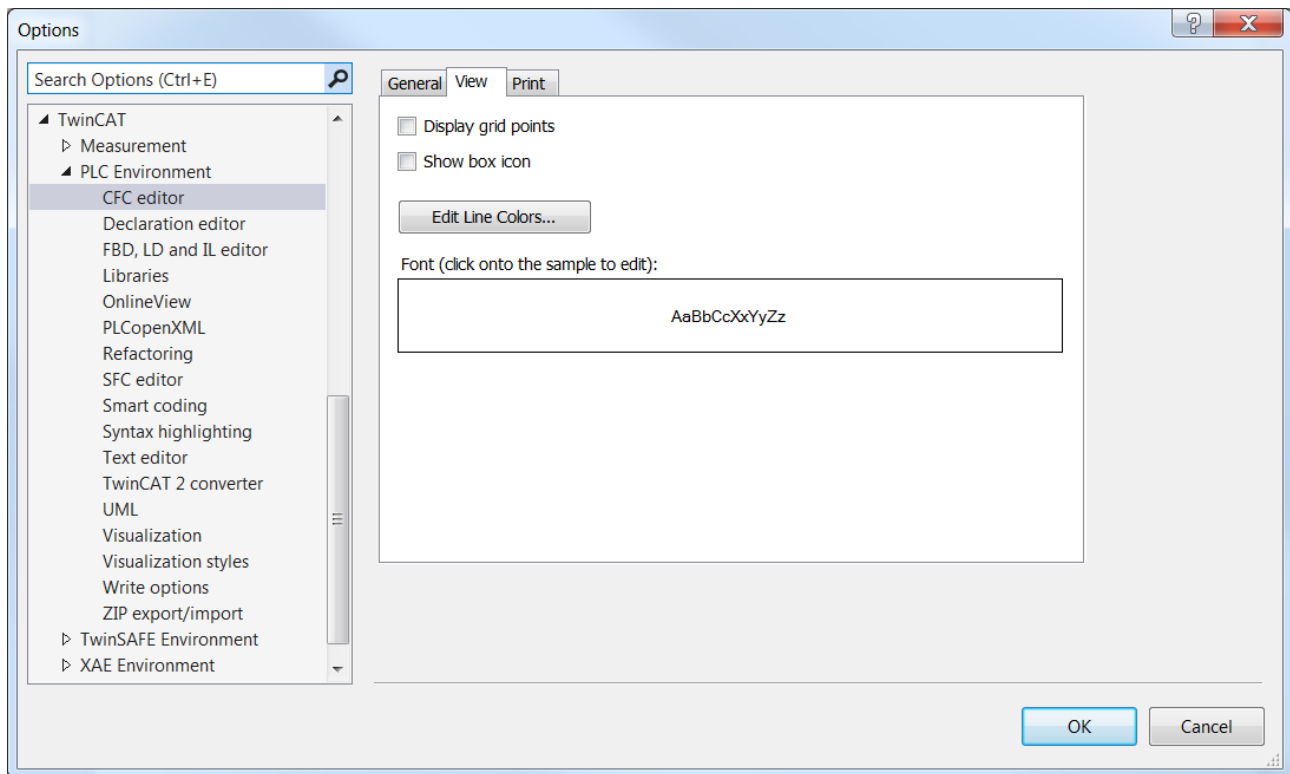 Options
Search Options (Ctrl+E)
TwinCAT
Measurement
PLC Environment
CFC editor
Declaration editor
FBD, LD and IL editor
Libraries
OnlineView
PLCopenXML
Refactoring
SFC editor
Smart coding
Syntax highlighting
Text editor
TwinCAT 2 converter
UML
Visualization
Visualization styles
Write options
ZIP export/import
TwinSAFE Environment
XAE Environment
General View Print
Display grid points
Show box icon
Edit Line Colors...
Font (click onto the sample to edit):
AaBbCcXxYyZz
OK Cancel